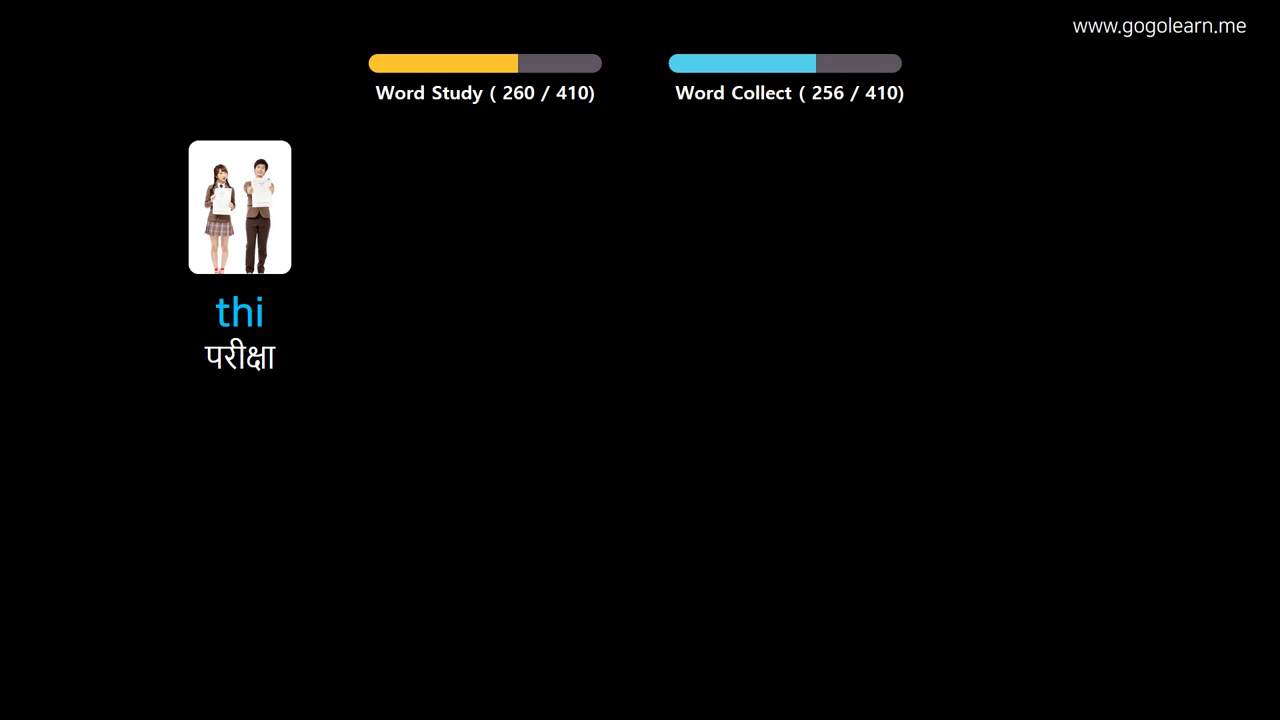 www.gogolearn.me
Word Study ( 260 / 410)
Word Collect ( 256 / 410)
thi
परीक्षा